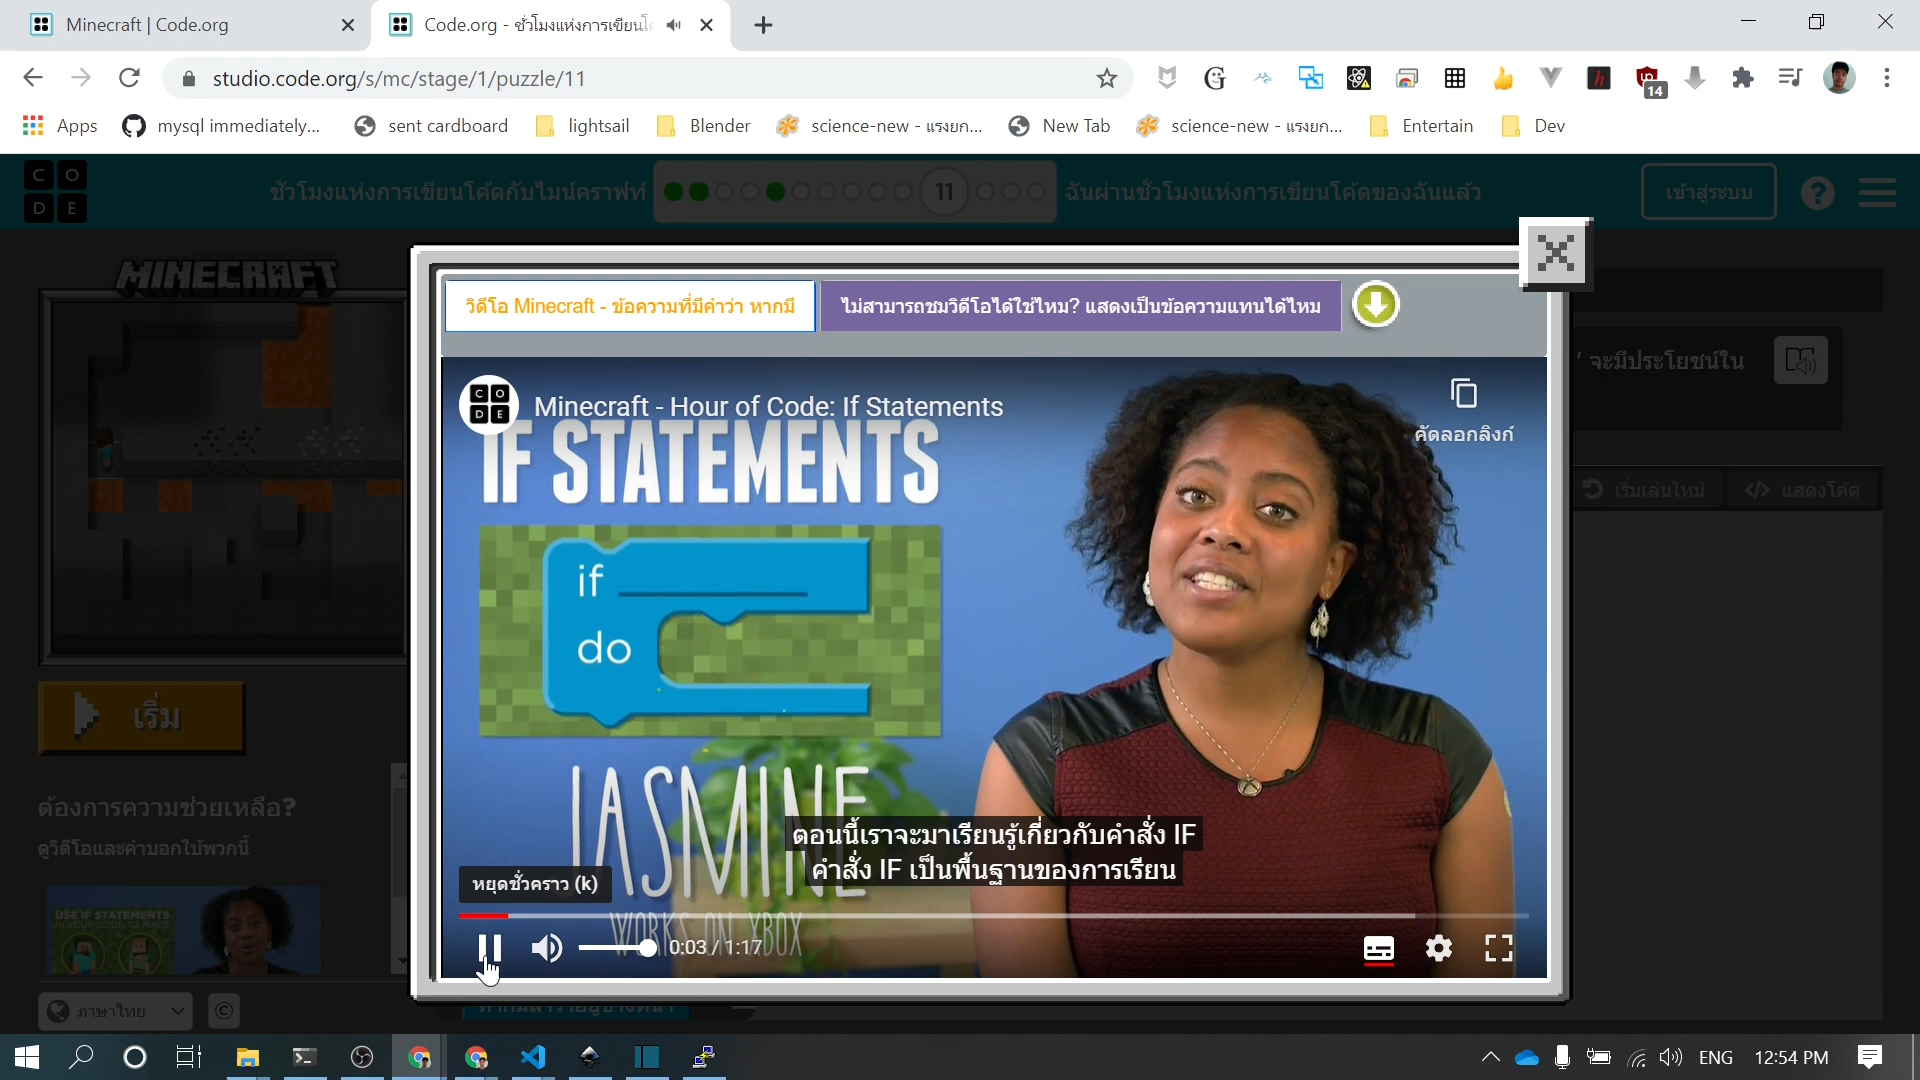 Minecraft | Code.org
Code.org - ชั่วโมงแห่งการเขียนโ
studio.code.org/s/mc/stage/1/puzzle/11
14
Apps
mysql immediately...
sent cardboard
lightsail
Blender
science-new - แรงยก...
New Tab
science-new - แรงยก...
Entertain
Dev
C O
D E
ชั่วโมงแห่งการเขียนโค้ดกับไมน์คราฟท์
11
ฉันผ่านชั่วโมงแห่งการเขียนโค้ดของฉันแล้ว
เข้าสู่ระบบ
?
MINECRAFT
วิดีโอ Minecraft - ข้อความที่มีคำว่า หากมี
ไม่สามารถชมวิดีโอได้ใช่ไหม? แสดงเป็นข้อความแทนได้ไหม
' จะมีประโยชน์ใน
C O
D E
Minecraft - Hour of Code: If Statements
คัดลอกลิงก์
IF STATEMENTS
if
do
เริ่มเล่นใหม่
แสดงโค้ด
เริ่ม
JASMINE
WORKS ON XBOX
ตอนนี้เราจะมาเรียนรู้เกี่ยวกับคำสั่ง IF
คำสั่ง IF เป็นพื้นฐานของการเรียน
ต้องการความช่วยเหลือ?
ดูวิดีโอและคำบอกใบ้พวกนี้
USE IF STATEMENTS
หยุดชั่วคราว (k)
0:03 / 1:17
ภาษาไทย
©
ENG
12:54 PM